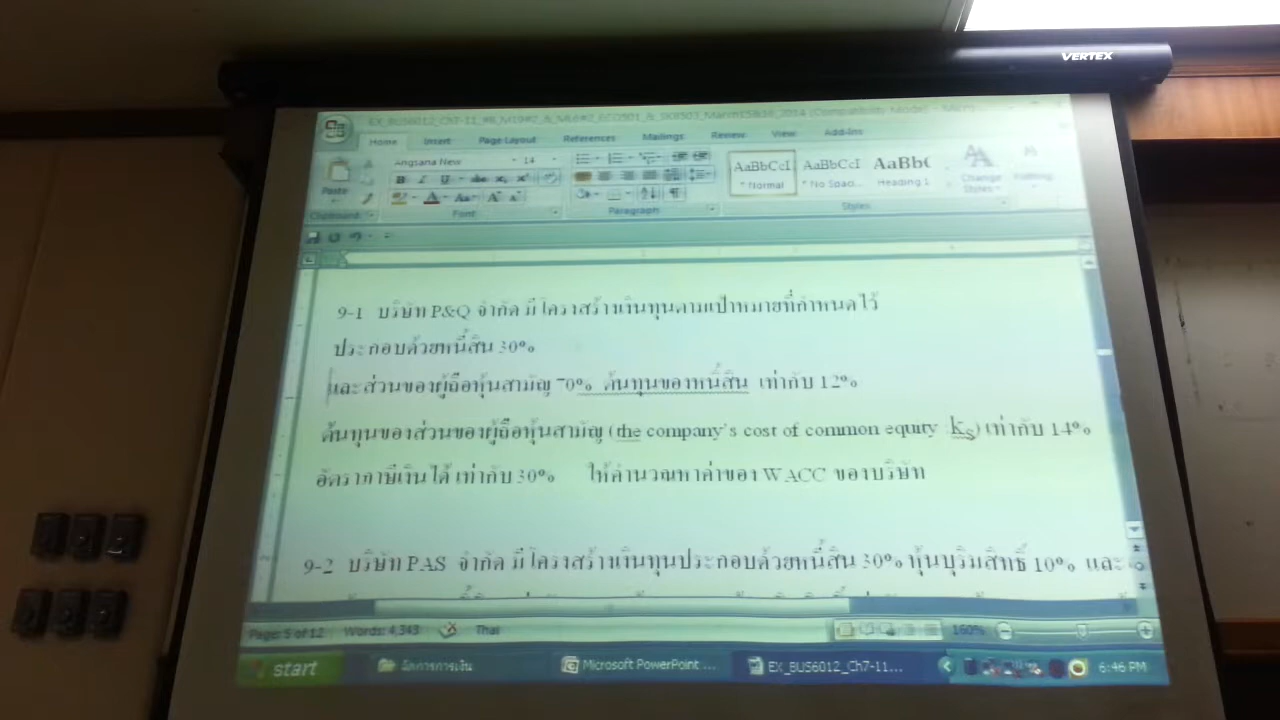 VERTEX
Home Insert Page Layout References Mailings Review View Add-Ins
Angsana New 14
AaBbCcI AaBbCcI AaBbC
Paste B I U abc
Normal No Spaci... Heading 1 Change Styles
Clipboard Font Paragraph Styles
9-1 บริษัท P&Q จำกัด มีโครงสร้างเงินทุนตามเป้าหมายที่กำหนดไว้
ประกอบด้วยหนี้สิน 30%
และส่วนของผู้ถือหุ้นสามัญ 70% ต้นทุนของหนี้สิน เท่ากับ 12%
ต้นทุนของส่วนของผู้ถือหุ้นสามัญ (the company's cost of common equity ks) เท่ากับ 14%
อัตราภาษีเงินได้ เท่ากับ 30% ให้คำนวณหาค่าของ WACC ของบริษัท
9-2 บริษัท PAS จำกัด มีโครงสร้างเงินทุนประกอบด้วยหนี้สิน 30% หุ้นบุริมสิทธิ์ 10% และ
Page: 5 of 12 Words: 4,343 Thai 160%
start จัดการการเงิน Microsoft PowerPoint ... EX_BUS6012_Ch7-11... 6:46 PM